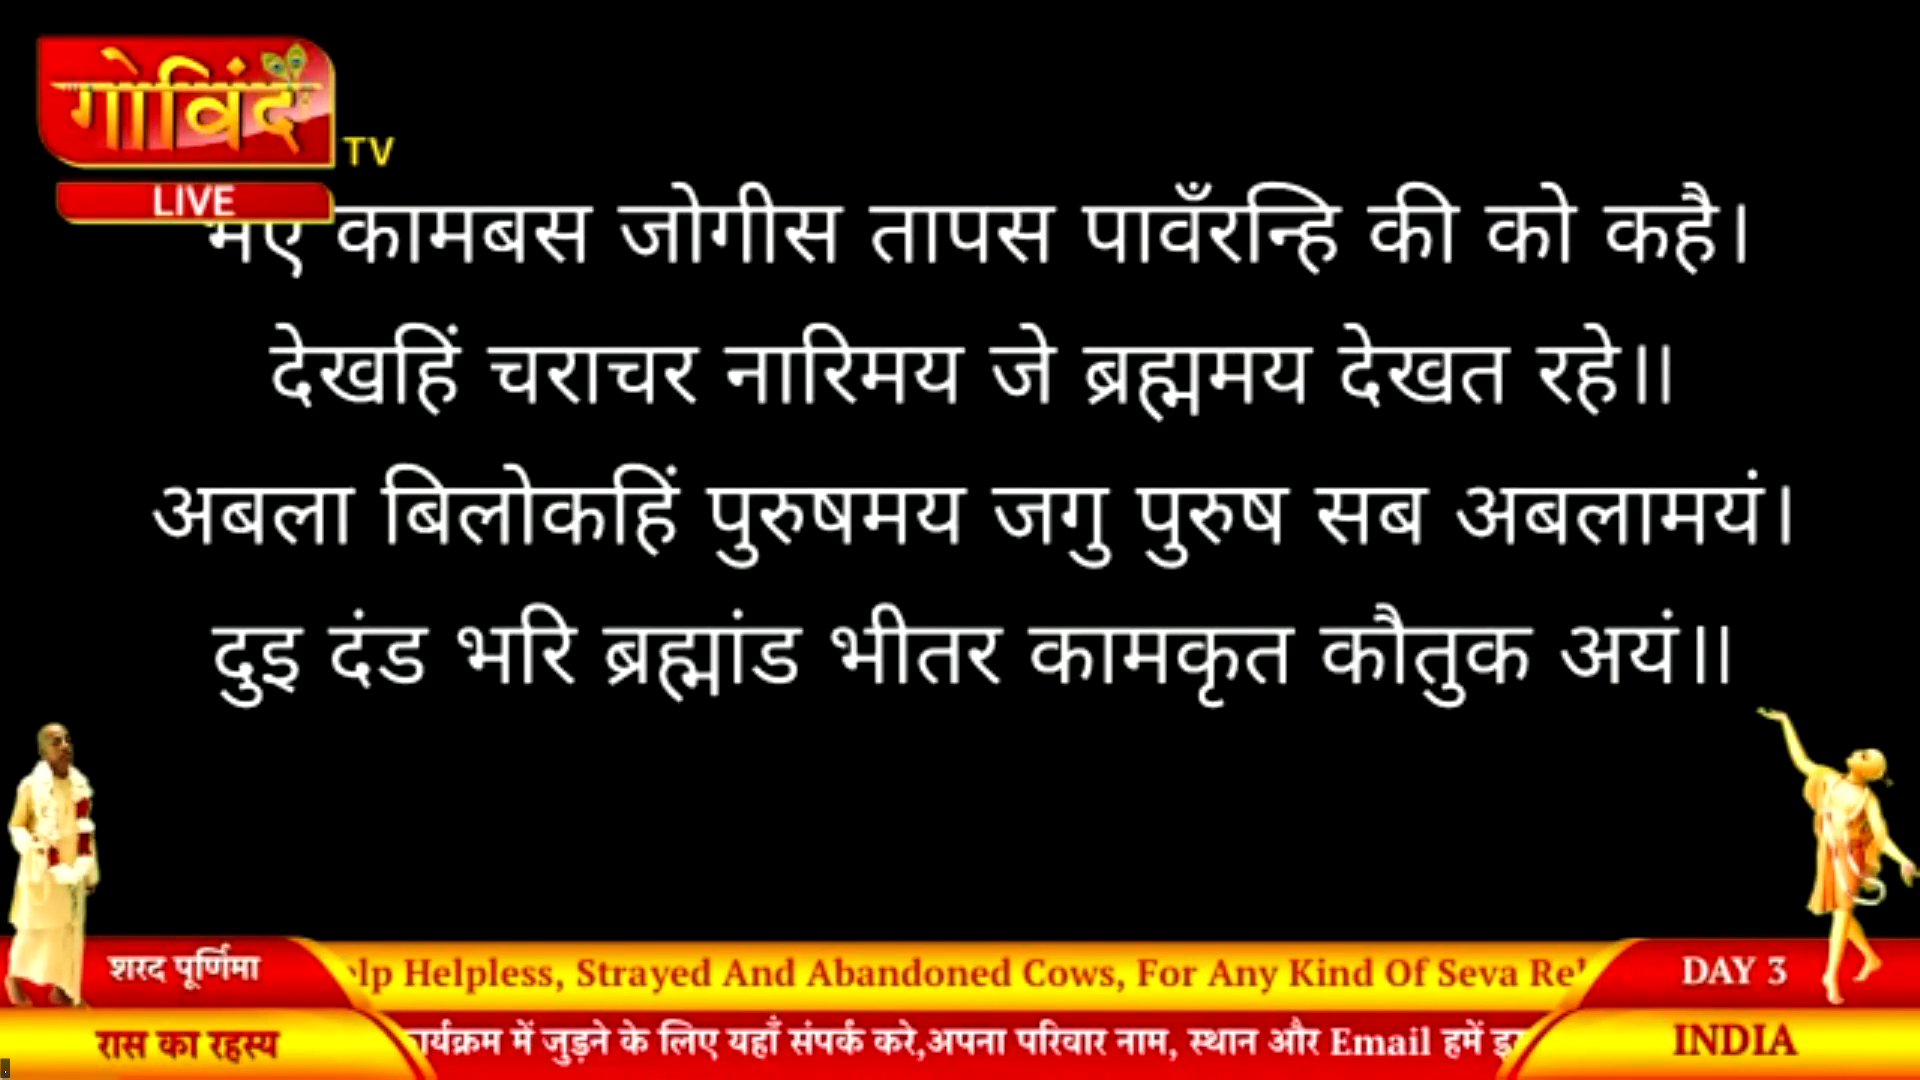 गोविंद
TV
LIVE
भए कामबस जोगीस तापस पावँरन्हि की को कहै।
देखहिं चराचर नारिमय जे ब्रह्ममय देखत रहे॥
अबला बिलोकहिं पुरुषमय जगु पुरुष सब अबलामयं।
दुइ दंड भरि ब्रह्मांड भीतर कामकृत कौतुक अयं॥
शरद पूर्णिमा
lp Helpless, Strayed And Abandoned Cows, For Any Kind Of Seva Re
DAY 3
रास का रहस्य
र्यक्रम में जुड़ने के लिए यहाँ संपर्क करे,अपना परिवार नाम, स्थान और Email हमें
INDIA